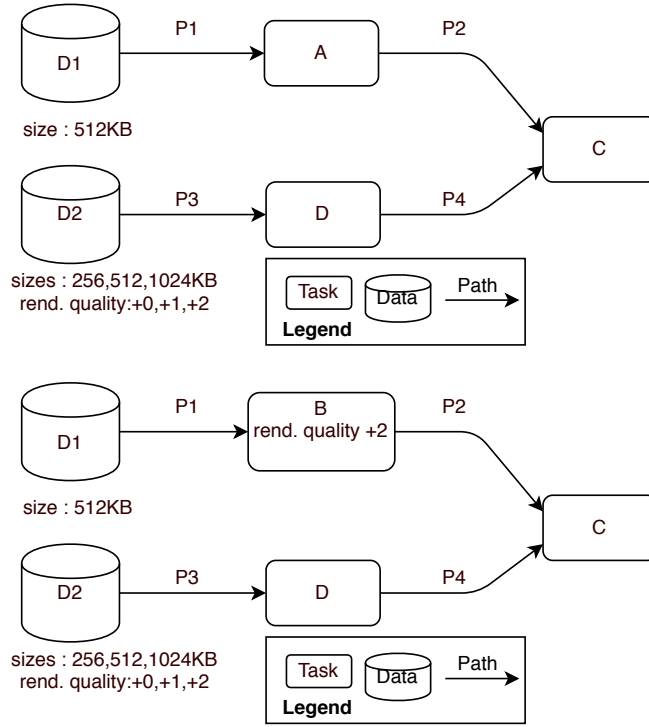 P1
P2
D1
A
size : 512KB
C
P3
P4
D2
D
sizes : 256,512,1024KB
rend. quality:+0,+1,+2
Task
Data
Path
Legend
P1
B
P2
rend. quality +2
D1
size : 512KB
C
P3
P4
D2
D
sizes : 256,512,1024KB
rend. quality:+0,+1,+2
Task
Data
Path
Legend